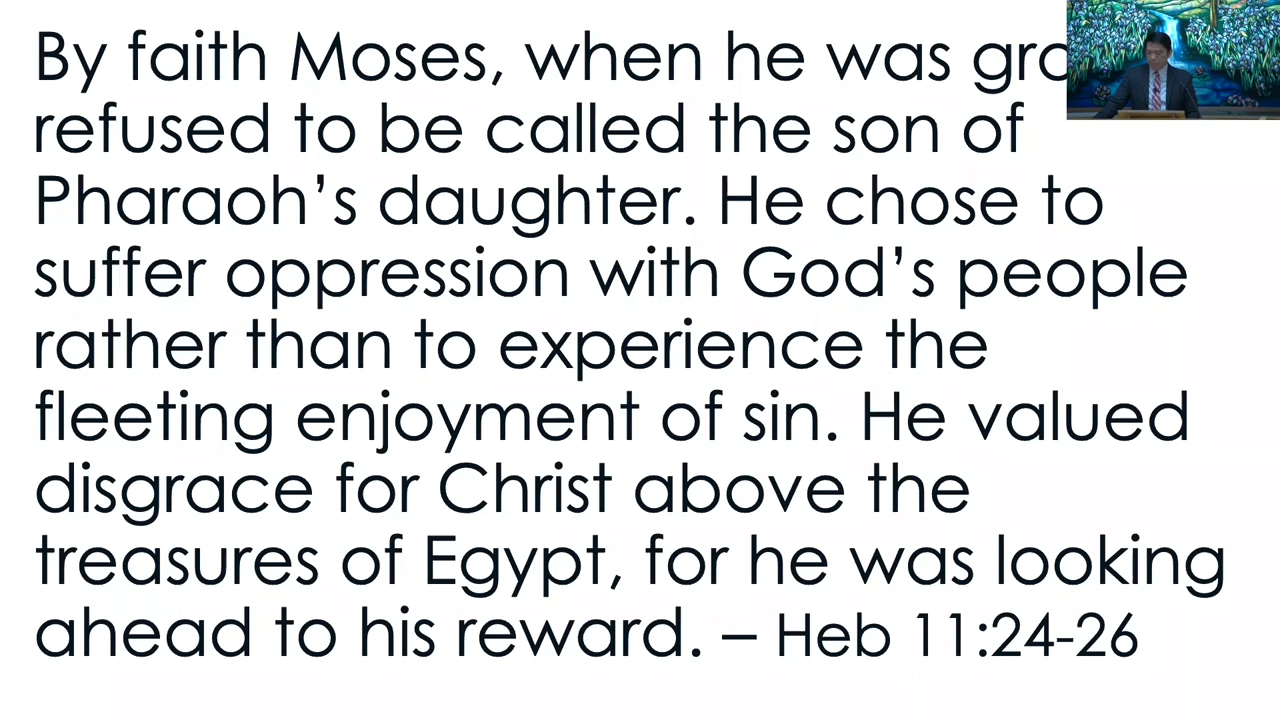 By faith Moses, when he was
refused to be called the son of
Pharaoh’s daughter. He chose to
suffer oppression with God’s people
rather than to experience the
fleeting enjoyment of sin. He valued
disgrace for Christ above the
treasures of Egypt, for he was looking
ahead to his reward. – Heb 11:24-26